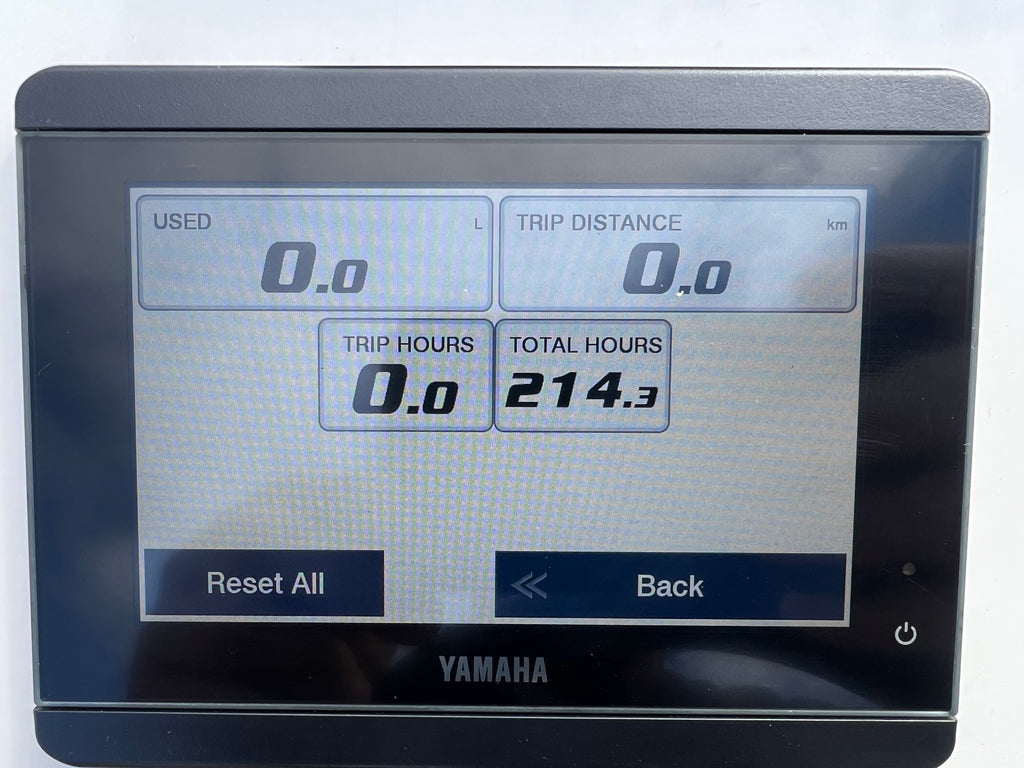 USED L TRIP DISTANCE km
0.0 0.0
TRIP HOURS TOTAL HOURS
0.0 214.3
Reset All Back
YAMAHA